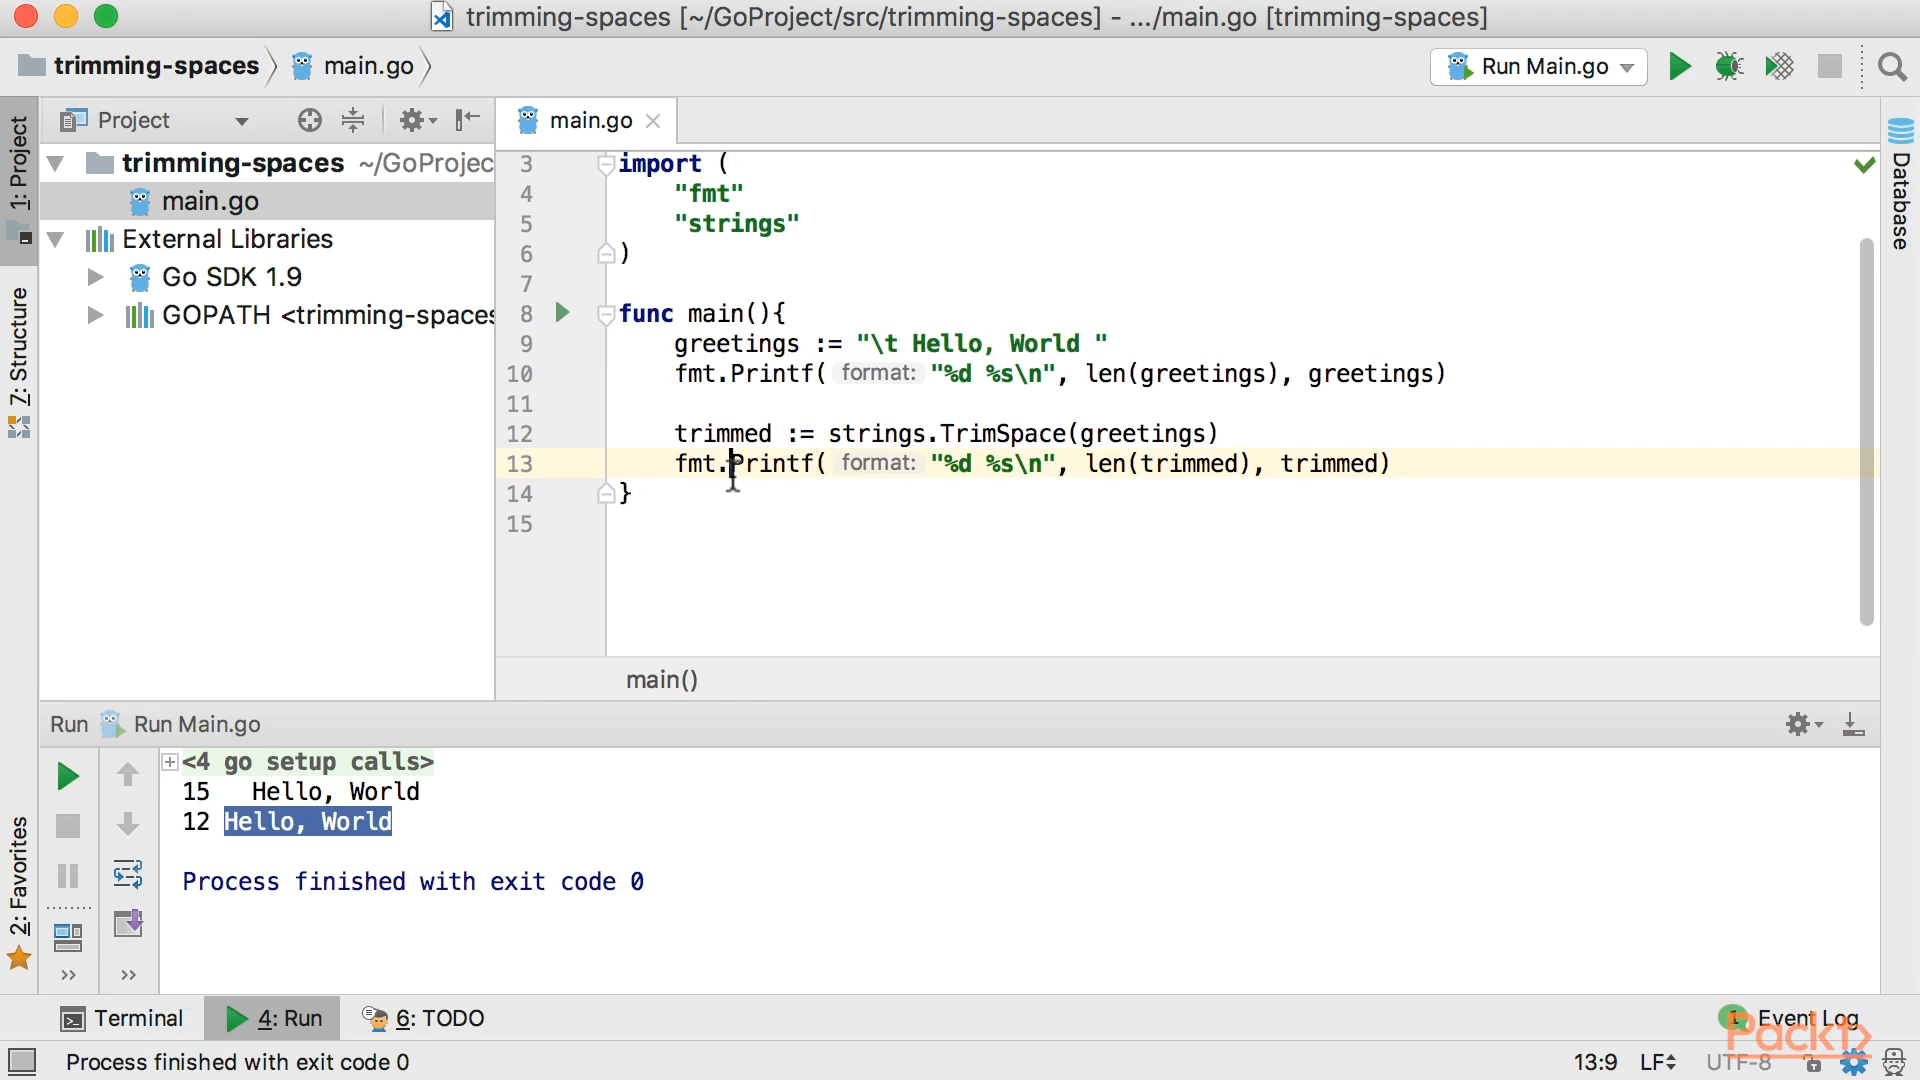 trimming-spaces [~/GoProject/src/trimming-spaces] - .../main.go [trimming-spaces]
trimming-spaces main.go
Run Main.go
1: Project
7: Structure
2: Favorites
Project
trimming-spaces ~/GoProjec
main.go
External Libraries
Go SDK 1.9
GOPATH <trimming-spaces
main.go
3 import (
4 "fmt"
5 "strings"
6 )
7
8 func main(){
9 greetings := "\t Hello, World "
10 fmt.Printf( format: "%d %s\n", len(greetings), greetings)
11
12 trimmed := strings.TrimSpace(greetings)
13 fmt.Printf( format: "%d %s\n", len(trimmed), trimmed)
14 }
15
main()
Database
Run Run Main.go
<4 go setup calls>
15 Hello, World
12 Hello, World
Process finished with exit code 0
Terminal
4: Run
6: TODO
1 Event Log
Packt
Process finished with exit code 0
13:9 LF UTF-8